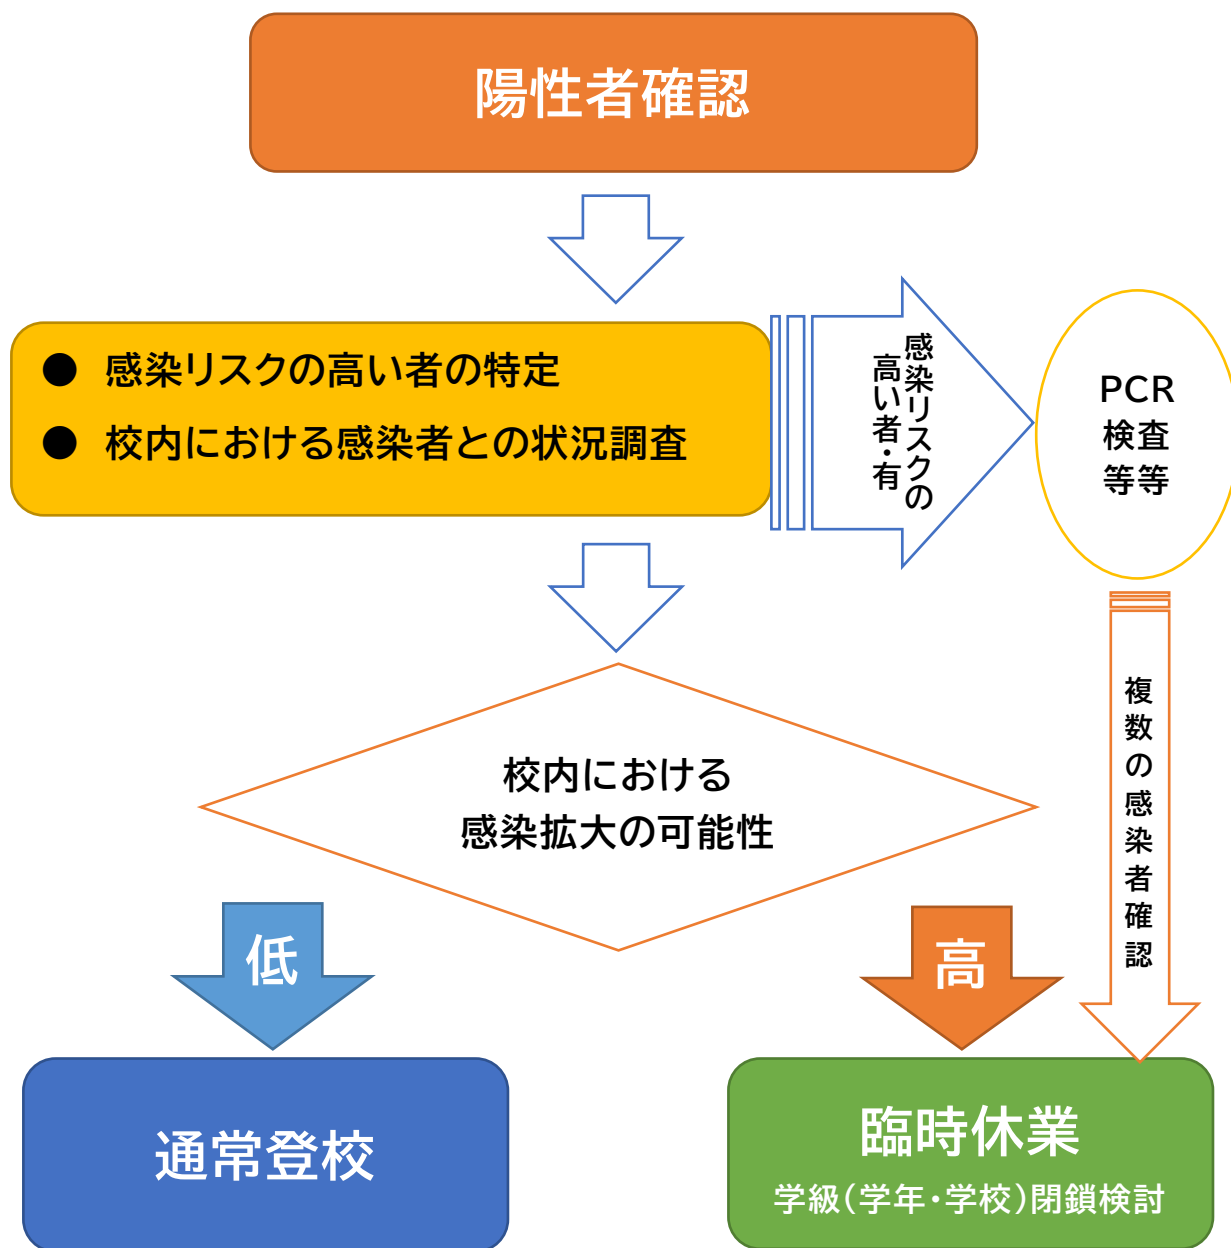 陽性者確認
● 感染リスクの高い者の特定
● 校内における感染者との状況調査
感染リスクの
高い者・有
PCR
検査
等等
校内における
感染拡大の可能性
複数の感染者確認
低
高
通常登校
臨時休業
学級（学年・学校）閉鎖検討